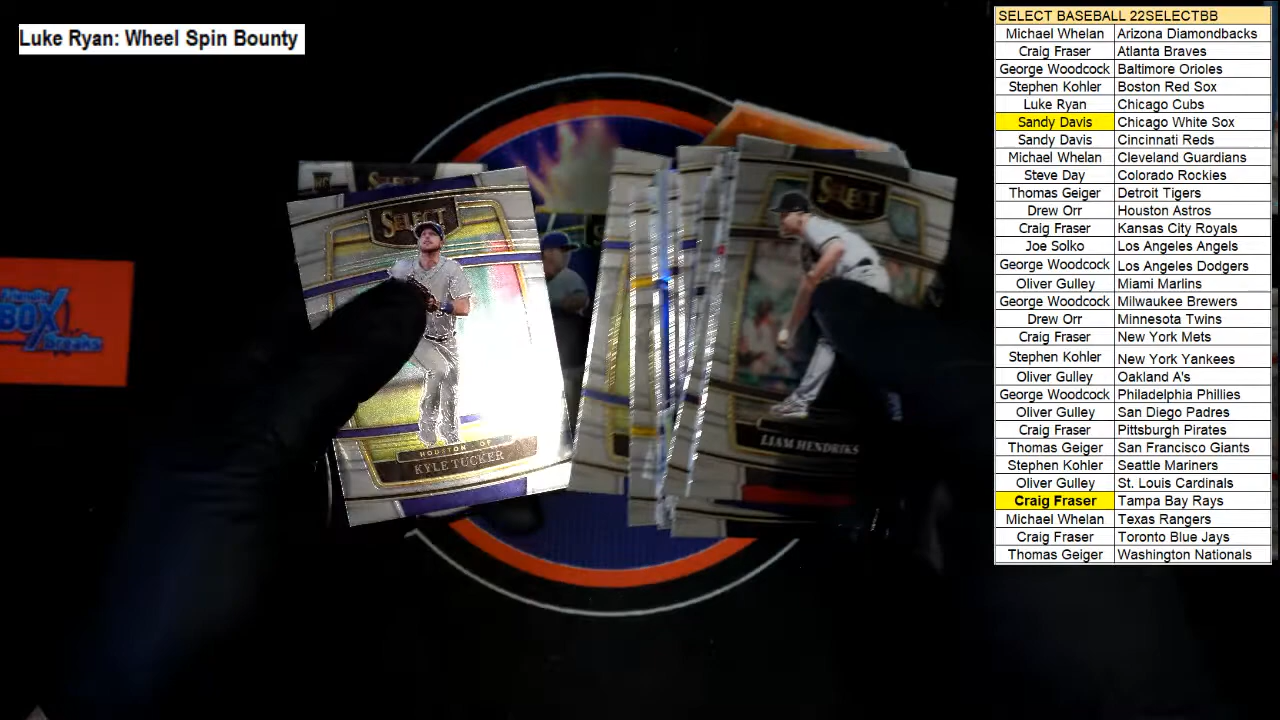 Luke Ryan: Wheel Spin Bounty
SELECT BASEBALL 22SELECTBB
Michael Whelan Arizona Diamondbacks
Craig Fraser Atlanta Braves
George Woodcock Baltimore Orioles
Stephen Kohler Boston Red Sox
Luke Ryan Chicago Cubs
Sandy Davis Chicago White Sox
Sandy Davis Cincinnati Reds
Michael Whelan Cleveland Guardians
Steve Day Colorado Rockies
Thomas Geiger Detroit Tigers
Drew Orr Houston Astros
Craig Fraser Kansas City Royals
Joe Solko Los Angeles Angels
George Woodcock Los Angeles Dodgers
Oliver Gulley Miami Marlins
George Woodcock Milwaukee Brewers
Drew Orr Minnesota Twins
Craig Fraser New York Mets
Stephen Kohler New York Yankees
Oliver Gulley Oakland A's
George Woodcock Philadelphia Phillies
Oliver Gulley San Diego Padres
Craig Fraser Pittsburgh Pirates
Thomas Geiger San Francisco Giants
Stephen Kohler Seattle Mariners
Oliver Gulley St. Louis Cardinals
Craig Fraser Tampa Bay Rays
Michael Whelan Texas Rangers
Craig Fraser Toronto Blue Jays
Thomas Geiger Washington Nationals
RC
SELECT
SELECT
HOUSTON OF
KYLE TUCKER
SELECT
LIAM HENDRIKS
BOX
breaks